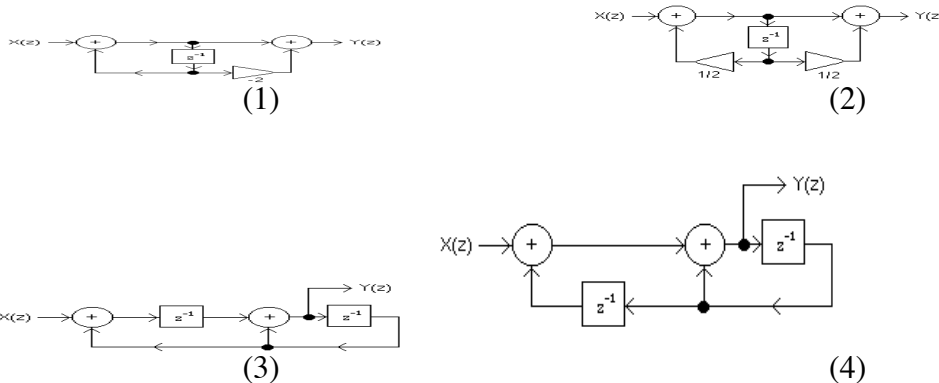 X(z) + + Y(z)
z⁻¹
-2
(1)
X(z) + + Y(z
z⁻¹
1/2 1/2
(2)
Y(z)
X(z) + z⁻¹ + z⁻¹
(3)
Y(z)
X(z) + + z⁻¹
z⁻¹
(4)